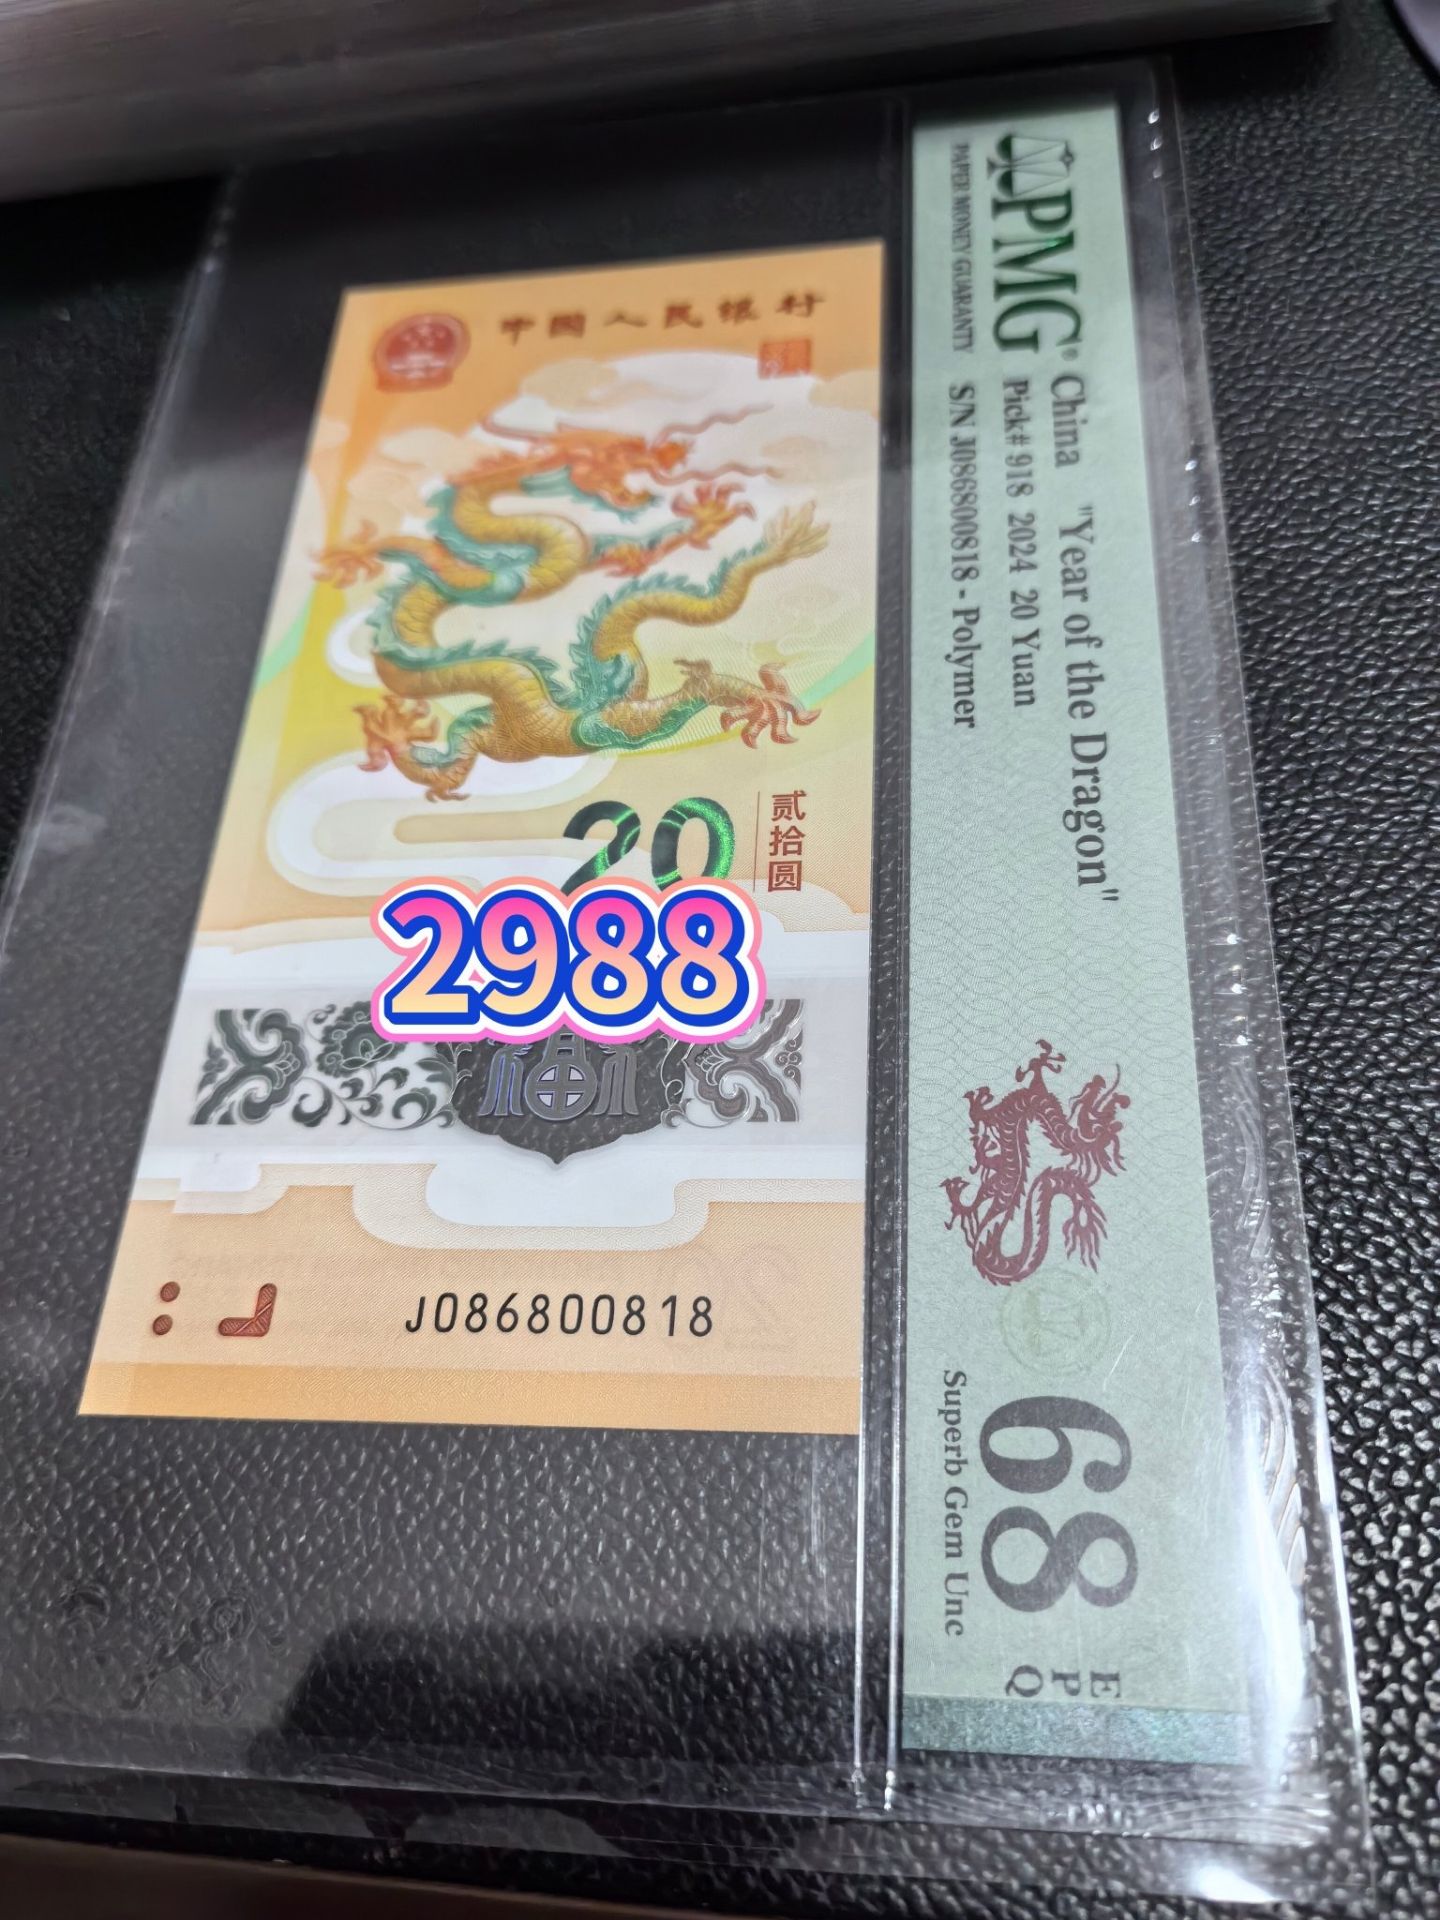 中国人民银行
20
贰拾圆
2988
福
J086800818
PMG®
PAPER MONEY GUARANTY
China "Year of the Dragon"
Pick# 918 2024 20 Yuan
S/N J086800818 - Polymer
68
Superb Gem Unc
E
P
Q